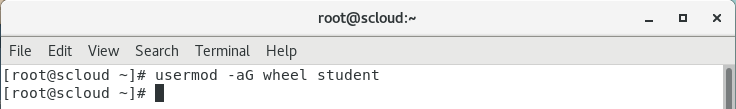 root@scloud:~
File Edit View Search Terminal Help
[root@scloud ~]# usermod -aG wheel student
[root@scloud ~]#